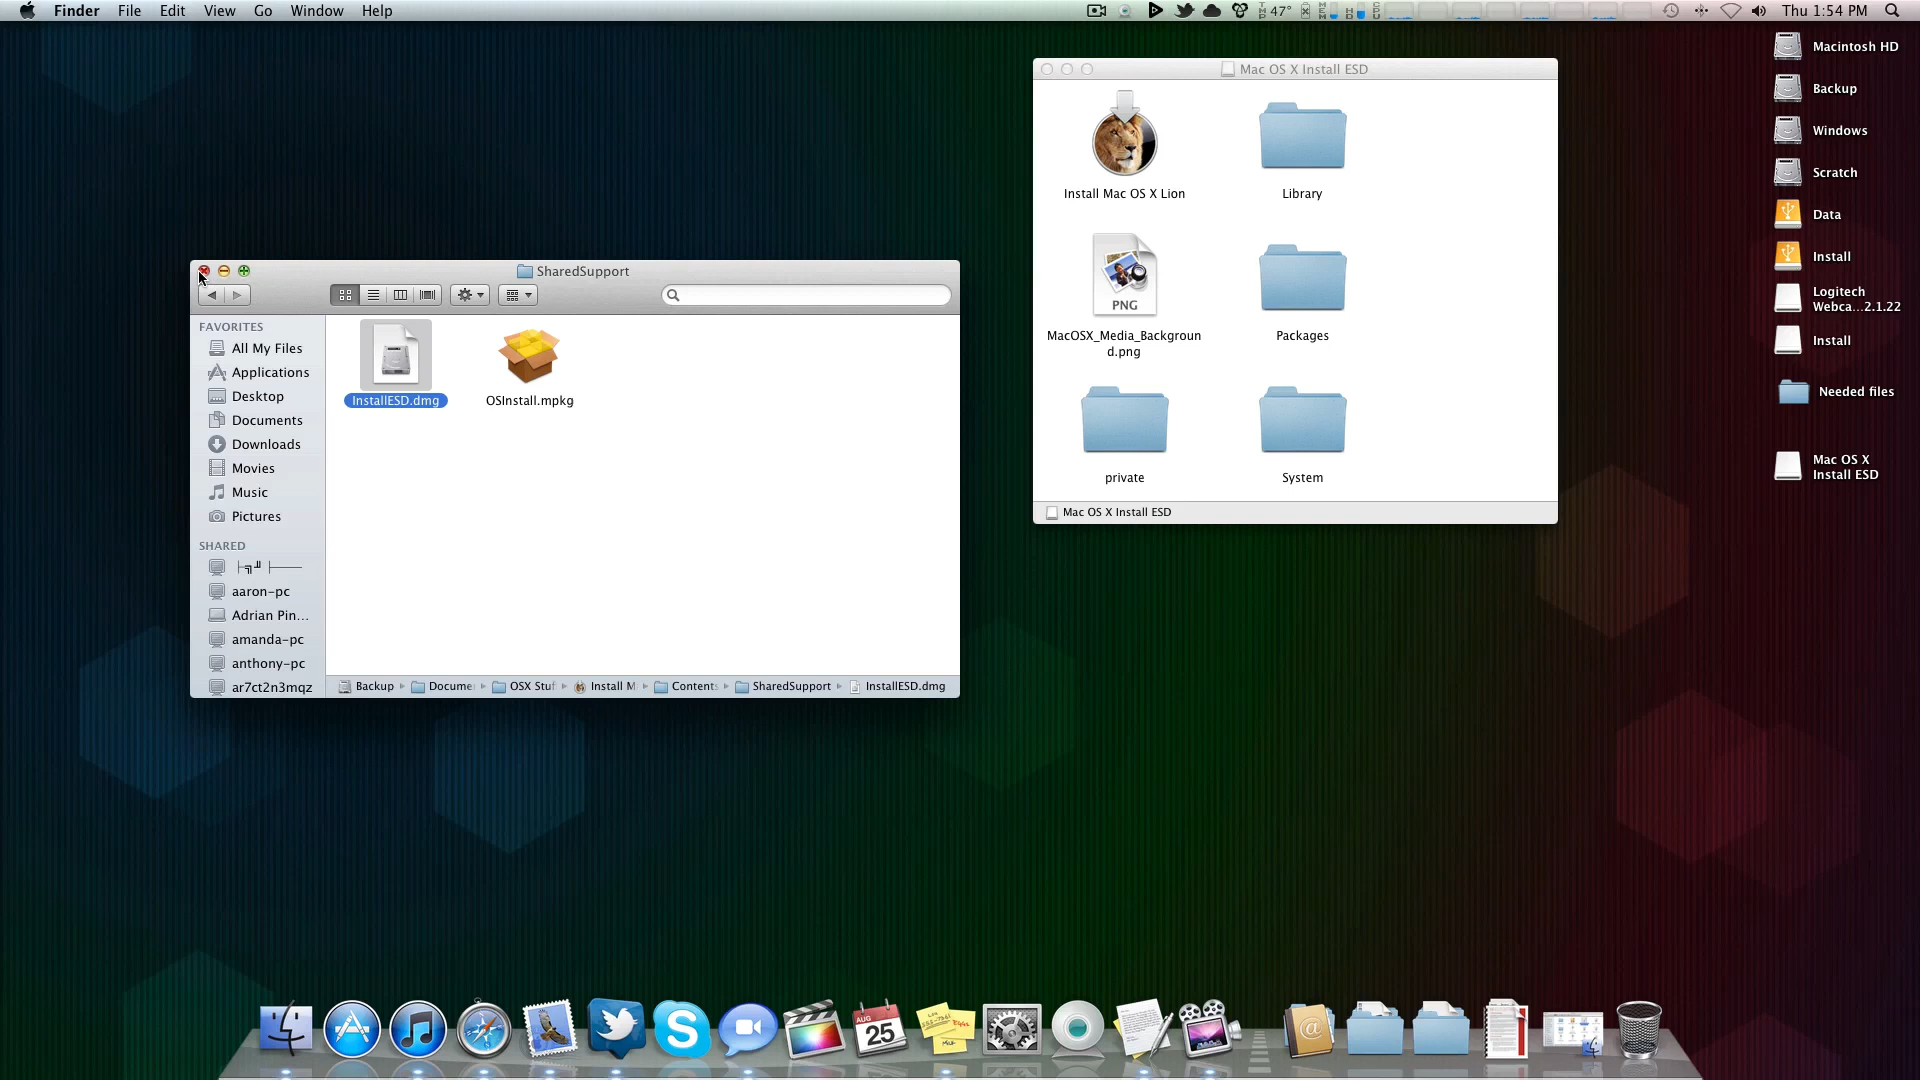 Finder File Edit View Go Window Help
47°
Thu 1:54 PM
Macintosh HD
Backup
Windows
Scratch
Data
Install
Logitech
Webca...2.1.22
Install
Needed files
Mac OS X
Install ESD
Mac OS X Install ESD
Install Mac OS X Lion
Library
PNG
MacOSX_Media_Backgroun
d.png
Packages
private
System
Mac OS X Install ESD
SharedSupport
FAVORITES
All My Files
Applications
Desktop
Documents
Downloads
Movies
Music
Pictures
SHARED
aaron-pc
Adrian Pin...
amanda-pc
anthony-pc
ar7ct2n3mqz
InstallESD.dmg
OSInstall.mpkg
Backup Docume OSX Stuf Install M Contents SharedSupport InstallESD.dmg
AUG
25